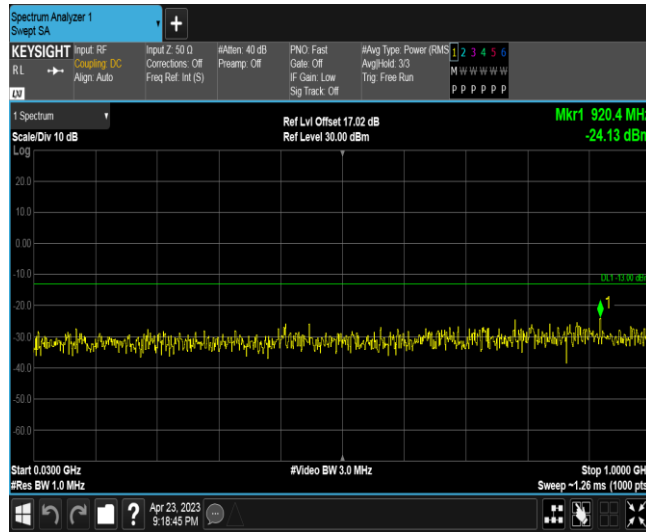 Spectrum Analyzer 1
Swept SA
+
KEYSIGHT Input: RF Input Z: 50 Ω #Atten: 40 dB PNO: Fast #Avg Type: Power (RMS 1 2 3 4 5 6
RL Coupling: DC Corrections: Off Preamp: Off Gate: Off Avg|Hold: 3/3 M W W W W W
Align: Auto Freq Ref: Int (S) IF Gain: Low Trig: Free Run
LXI Sig Track: Off P P P P P P
1 Spectrum Ref Lvl Offset 17.02 dB Mkr1 920.4 MHz
Scale/Div 10 dB Ref Level 30.00 dBm -24.13 dBm
Log
20.0
10.0
0.00
-10.0
DL1 -13.00 dBm
-20.0
1
-30.0
-40.0
-50.0
-60.0
Start 0.0300 GHz #Video BW 3.0 MHz Stop 1.0000 GH
#Res BW 1.0 MHz Sweep ~1.26 ms (1000 pts
? Apr 23, 2023
9:18:45 PM